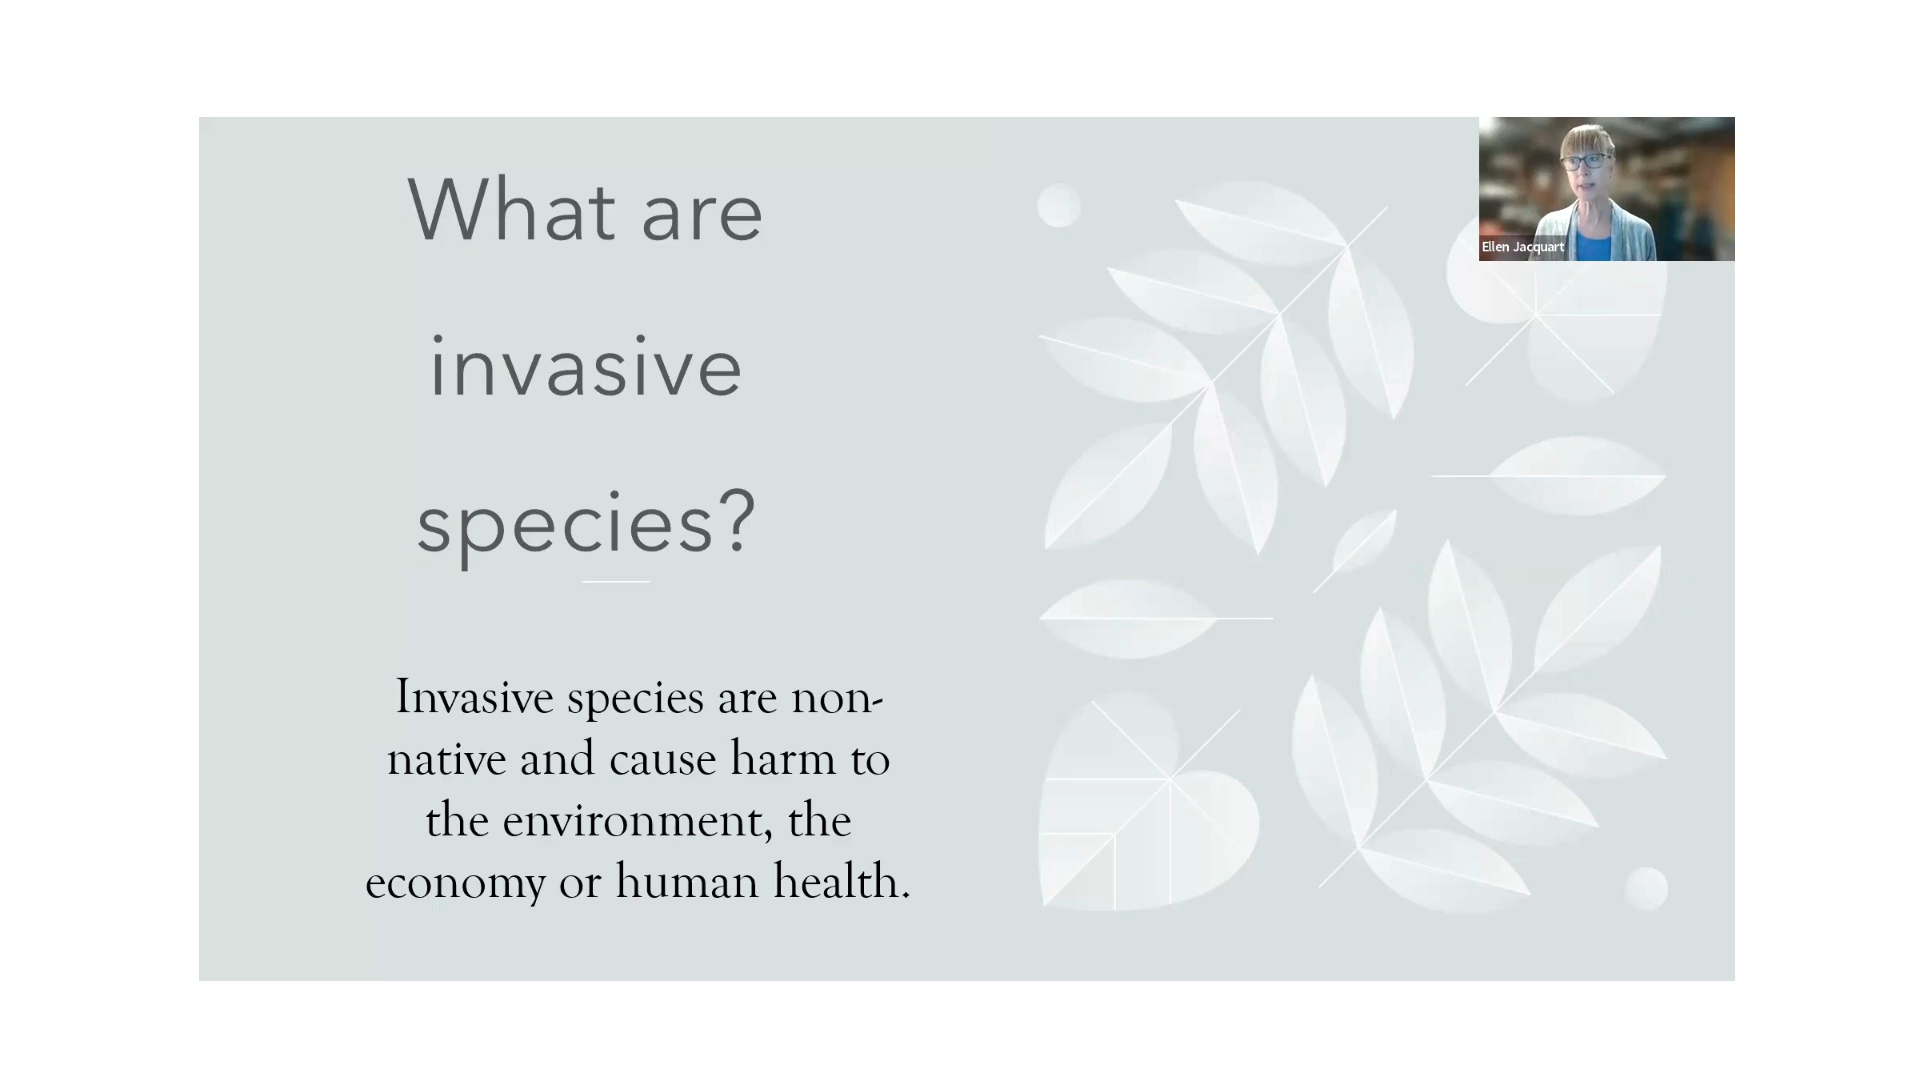 What are
invasive
species?
Invasive species are non-
native and cause harm to
the environment, the
economy or human health.
Ellen Jacquart